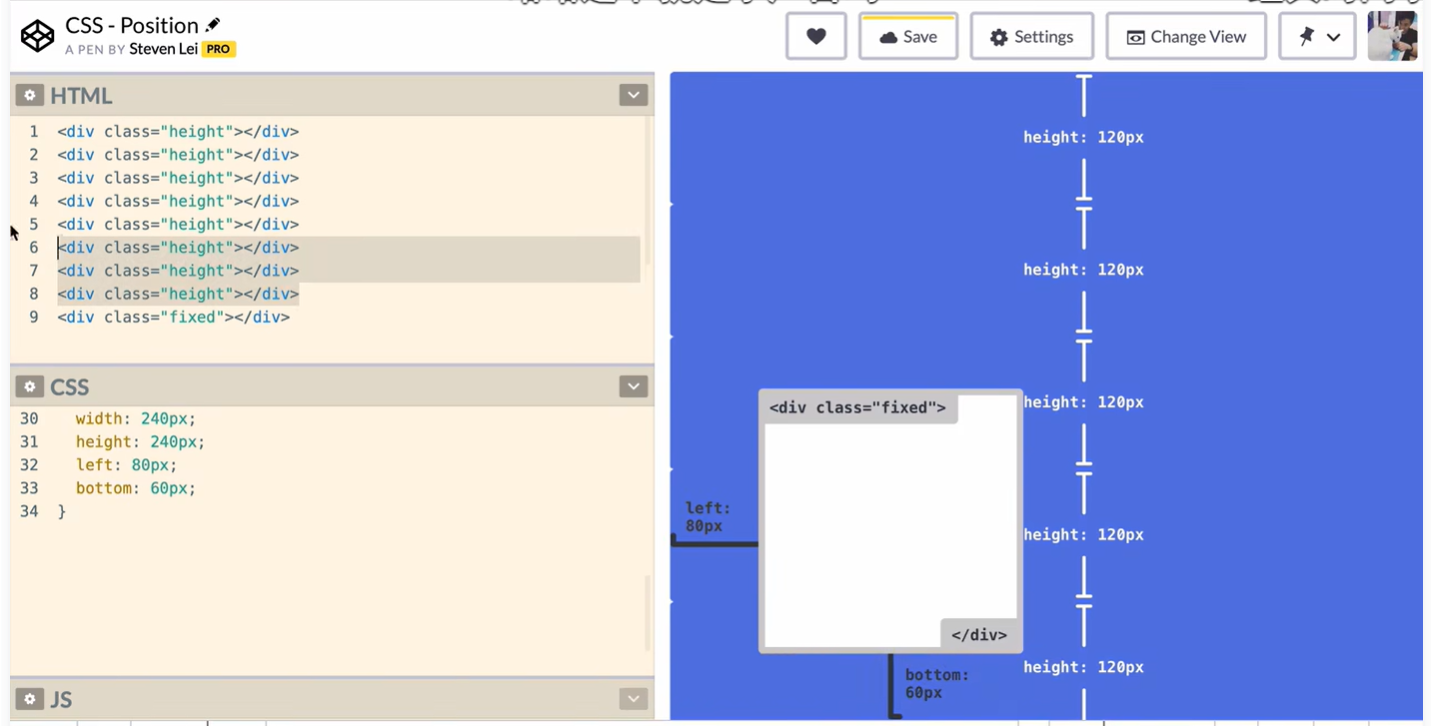 CSS - Position
A PEN BY Steven Lei PRO
Save
Settings
Change View
HTML
1 <div class="height"></div>
2 <div class="height"></div>
3 <div class="height"></div>
4 <div class="height"></div>
5 <div class="height"></div>
6 <div class="height"></div>
7 <div class="height"></div>
8 <div class="height"></div>
9 <div class="fixed"></div>
CSS
30 width: 240px;
31 height: 240px;
32 left: 80px;
33 bottom: 60px;
34 }
JS
height: 120px
height: 120px
height: 120px
height: 120px
height: 120px
<div class="fixed">
left:
80px
</div>
bottom:
60px